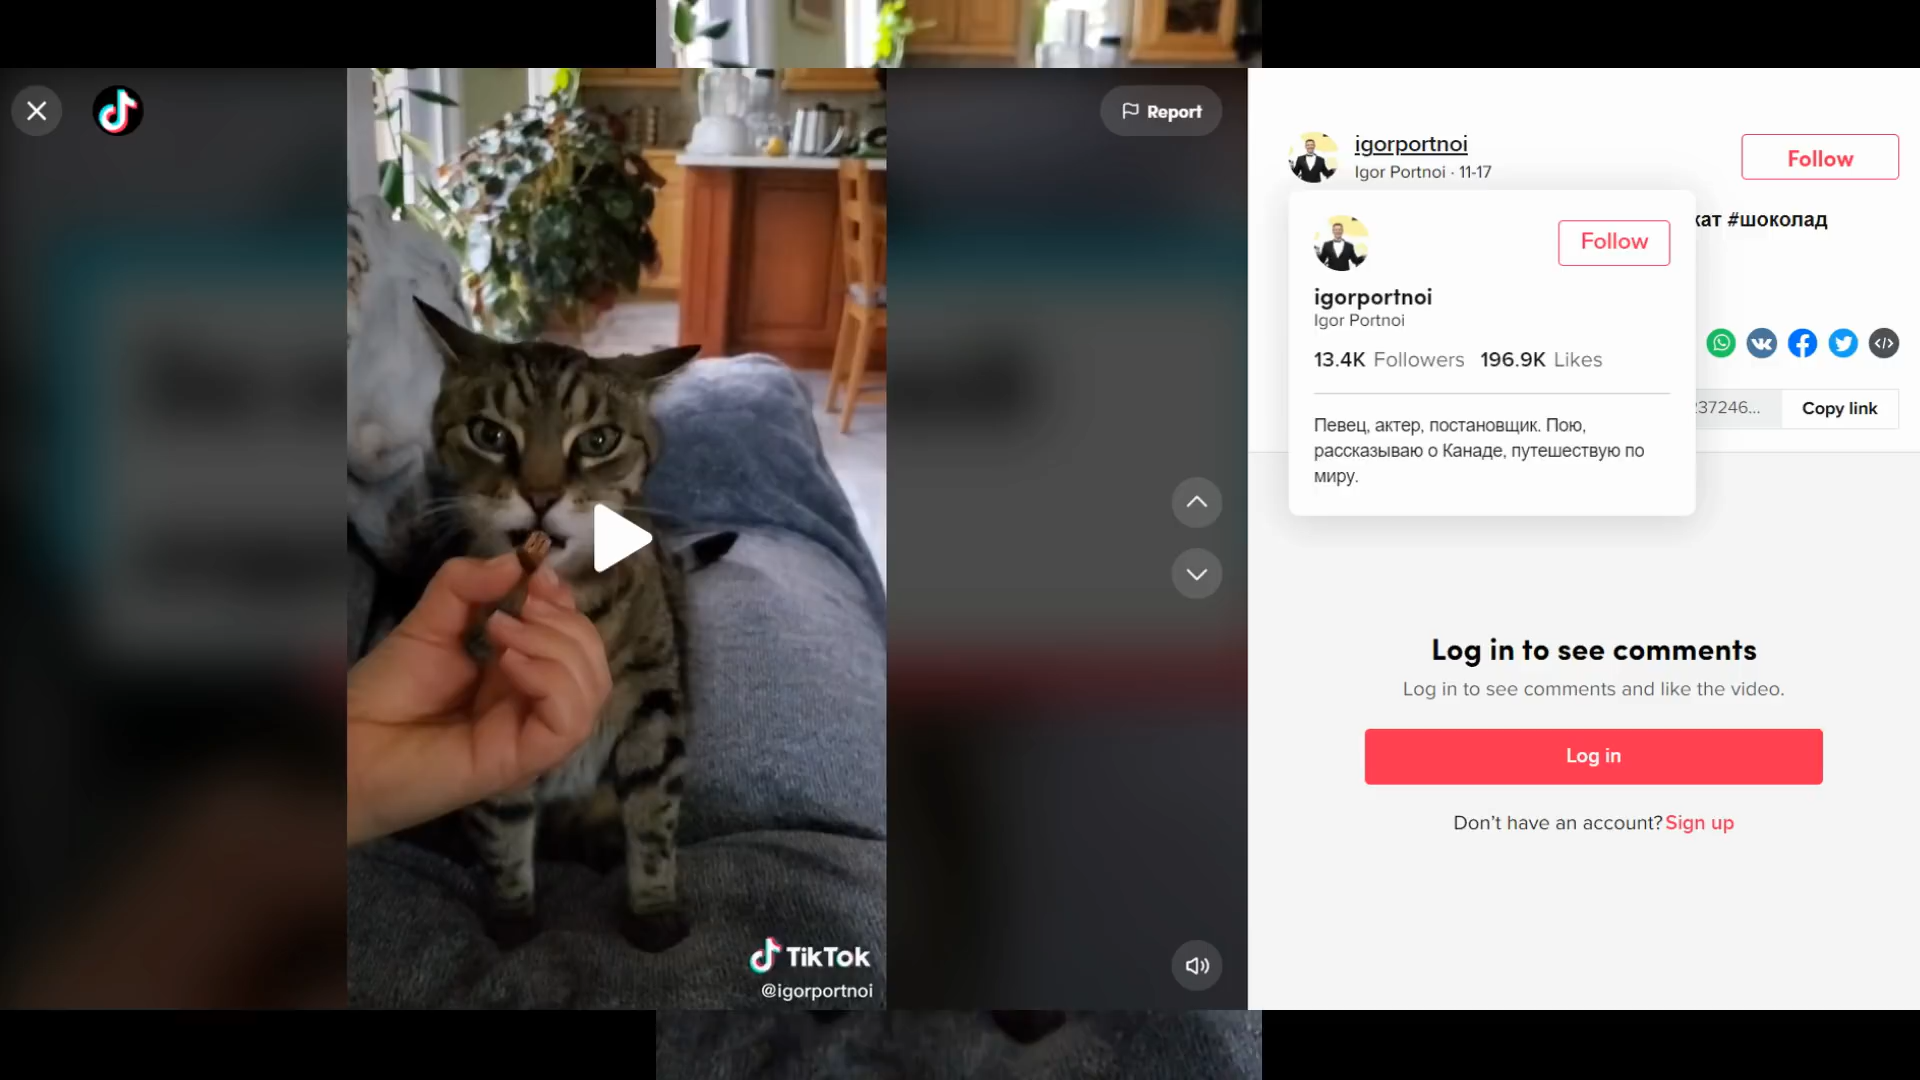 Report
igorportnoi
Igor Portnoi · 11-17
Follow
#шоколад
Follow
igorportnoi
Igor Portnoi
13.4K Followers 196.9K Likes
Певец, актер, постановщик. Пою,
рассказываю о Канаде, путешествую по
миру.
37246...
Copy link
Log in to see comments
Log in to see comments and like the video.
Log in
Don't have an account? Sign up
TikTok
@igorportnoi